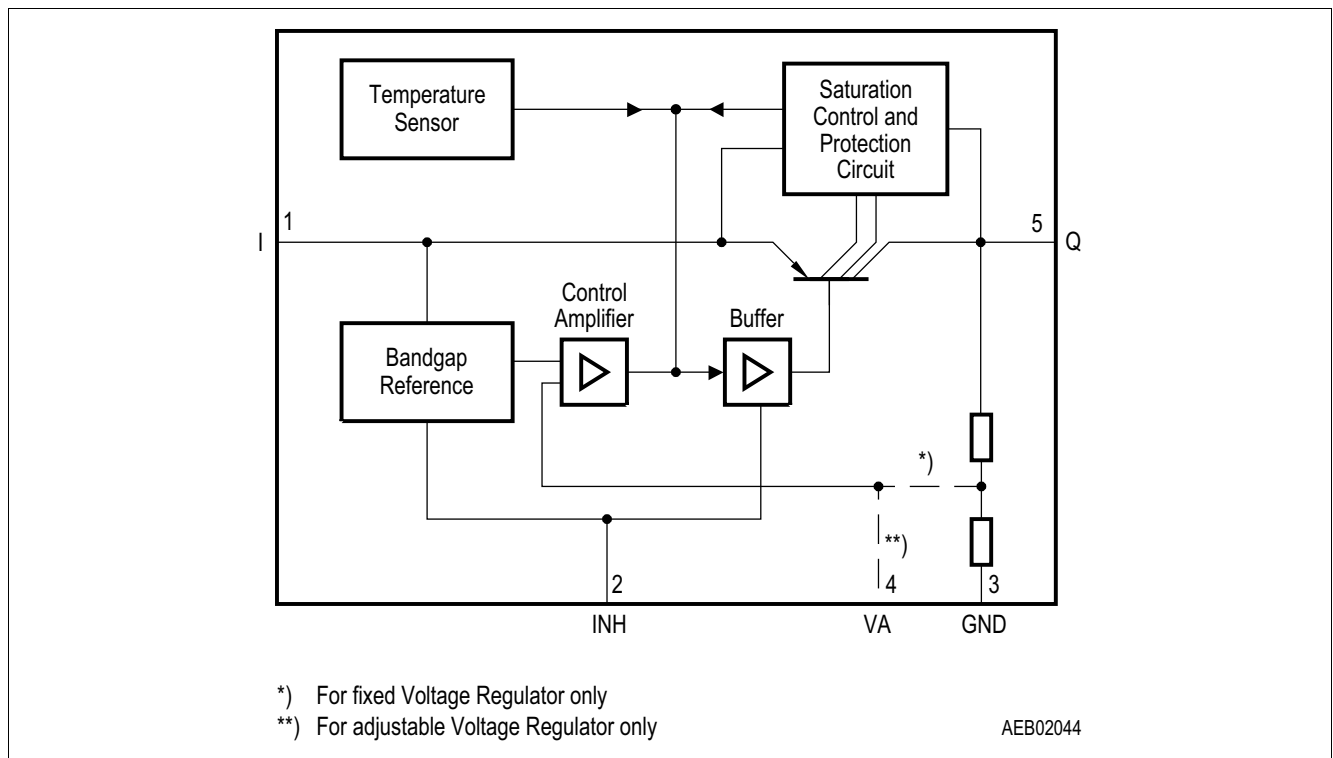 Temperature
Sensor
Saturation
Control and
Protection
Circuit
I
1
5
Q
Control
Amplifier
Buffer
Bandgap
Reference
*)
**)
2
4
3
INH
VA
GND
*) For fixed Voltage Regulator only
**) For adjustable Voltage Regulator only
AEB02044